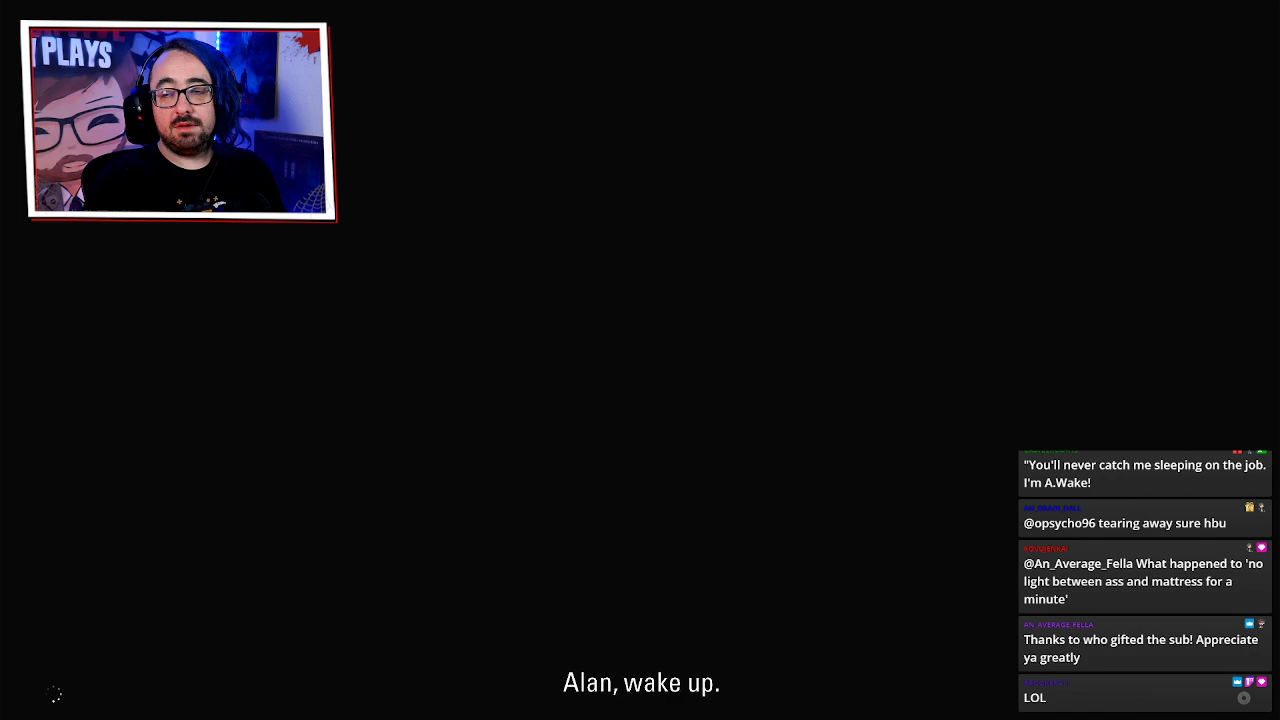 PLAYS
"You'll never catch me sleeping on the job.
I'm A.Wake!
@opsycho96 tearing away sure hbu
@An_Average_Fella What happened to 'no
light between ass and mattress for a
minute'
AN_AVERAGE_FELLA
Thanks to who gifted the sub! Appreciate
ya greatly
LOL
Alan, wake up.